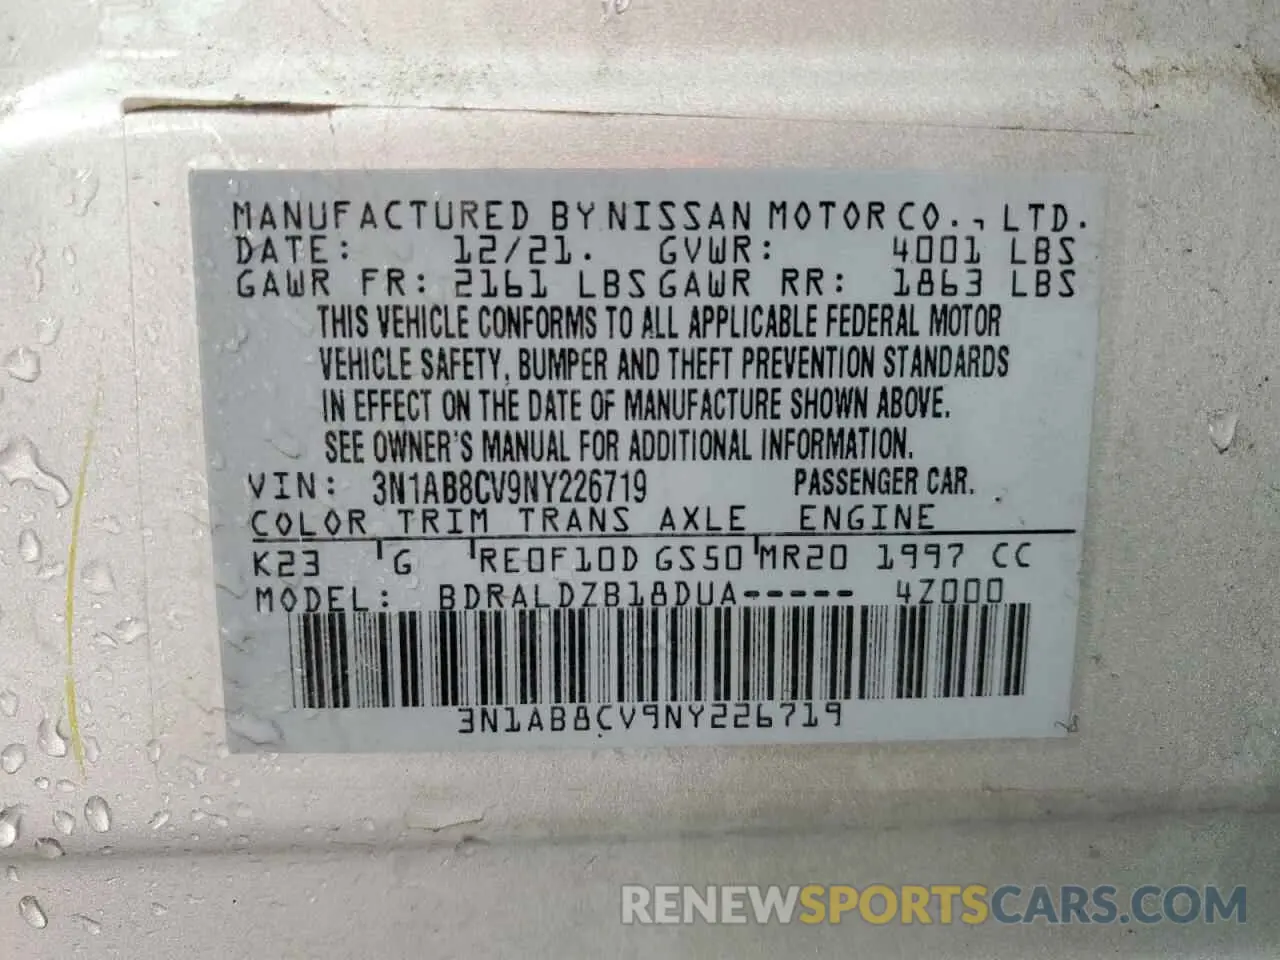 MANUFACTURED BY NISSAN MOTOR CO., LTD.
DATE: 12/21. GVWR: 4001 LBS
GAWR FR: 2161 LBS GAWR RR: 1863 LBS
THIS VEHICLE CONFORMS TO ALL APPLICABLE FEDERAL MOTOR
VEHICLE SAFETY, BUMPER AND THEFT PREVENTION STANDARDS
IN EFFECT ON THE DATE OF MANUFACTURE SHOWN ABOVE.
SEE OWNER'S MANUAL FOR ADDITIONAL INFORMATION.
VIN: 3N1AB8CV9NY226719 PASSENGER CAR.
COLOR TRIM TRANS AXLE ENGINE
K23 G RE0F10D GS50 MR20 1997 CC
MODEL: BDRALDZB18DUA----- 4Z000
3N1AB8CV9NY226719
RENEWSPORTSCARS.COM